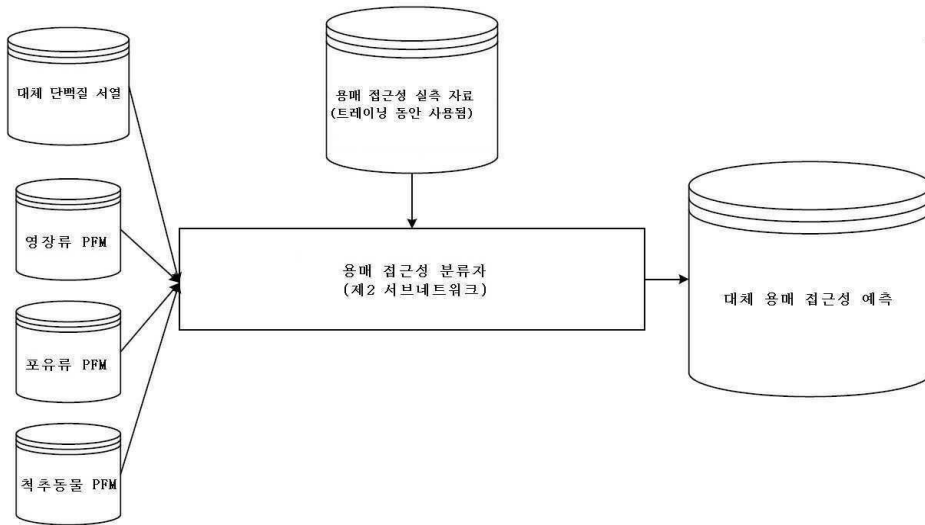 대체 단백질 서열
용매 접근성 실측 자료
(트레이닝 동안 사용됨)
영장류 PFM
용매 접근성 분류자
(제2 서브네트워크)
대체 용매 접근성 예측
포유류 PFM
척추동물 PFM